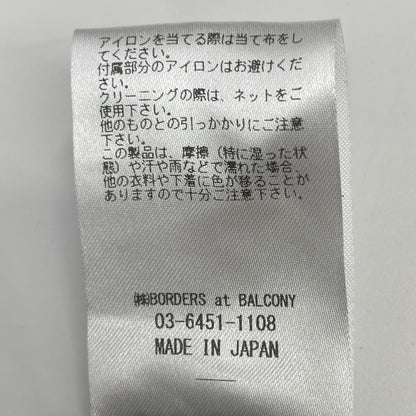 アイロンを当てる際は当て布をし
てください。
付属部分のアイロンはお避けくだ
さい。
クリーニングの際は、ネットをご
使用下さい。
他のものとの引っかかりにご注意
下さい。
この製品は、摩擦（特に湿った状
態）や汗や雨などで濡れた場合、
他の衣料や下着に色が移ることが
ありますので十分ご注意下さい。
㈱BORDERS at BALCONY
03-6451-1108
MADE IN JAPAN